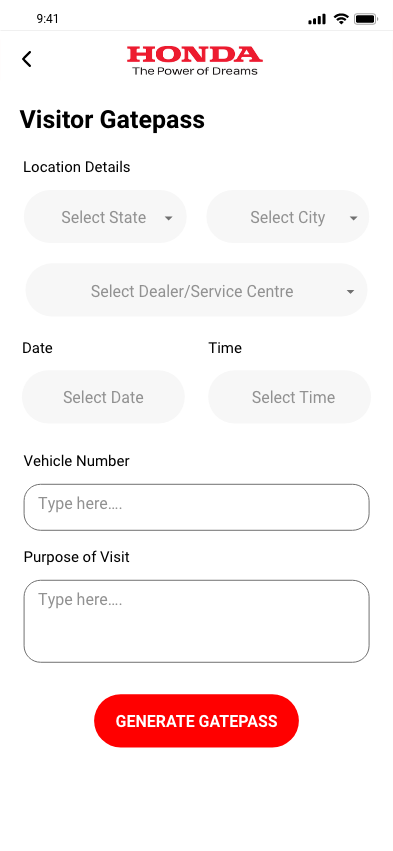 9:41
HONDA
The Power of Dreams
Visitor Gatepass
Location Details
Select State
Select City
Select Dealer/Service Centre
Date
Time
Select Date
Select Time
Vehicle Number
Type here....
Purpose of Visit
Type here....
GENERATE GATEPASS